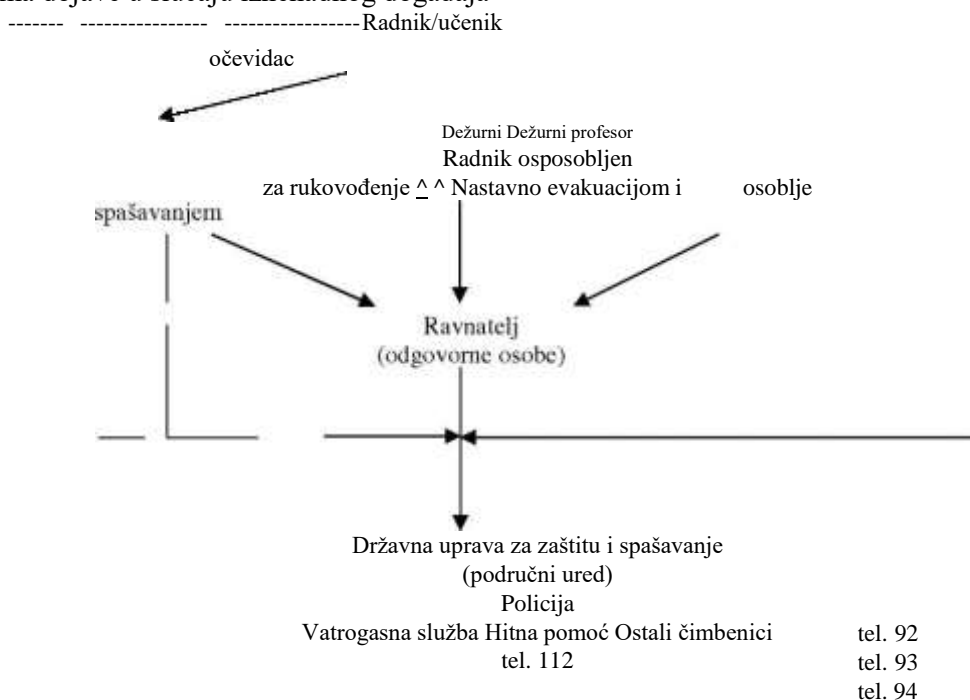 ------- ---------------- -----------------Radnik/učenik
očevidac
Dežurni Dežurni profesor
Radnik osposobljen
za rukovođenje ^ ^ Nastavno evakuacijom i osoblje
spašavanjem
Ravnatelj
(odgovorne osobe)
Državna uprava za zaštitu i spašavanje
(područni ured)
Policija
Vatrogasna služba Hitna pomoć Ostali čimbenici tel. 92
tel. 112 tel. 93
tel. 94